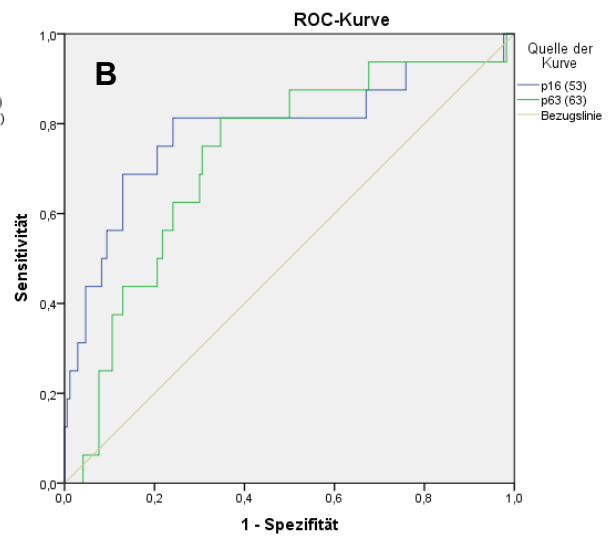 ROC-Kurve
B
Quelle der
Kurve
p16 (53)
p63 (63)
Bezugslinie
)
)
Sensitivität
1,0
0,8
0,6
0,4
0,2
0,0
0,0 0,2 0,4 0,6 0,8 1,0
1 - Spezifität